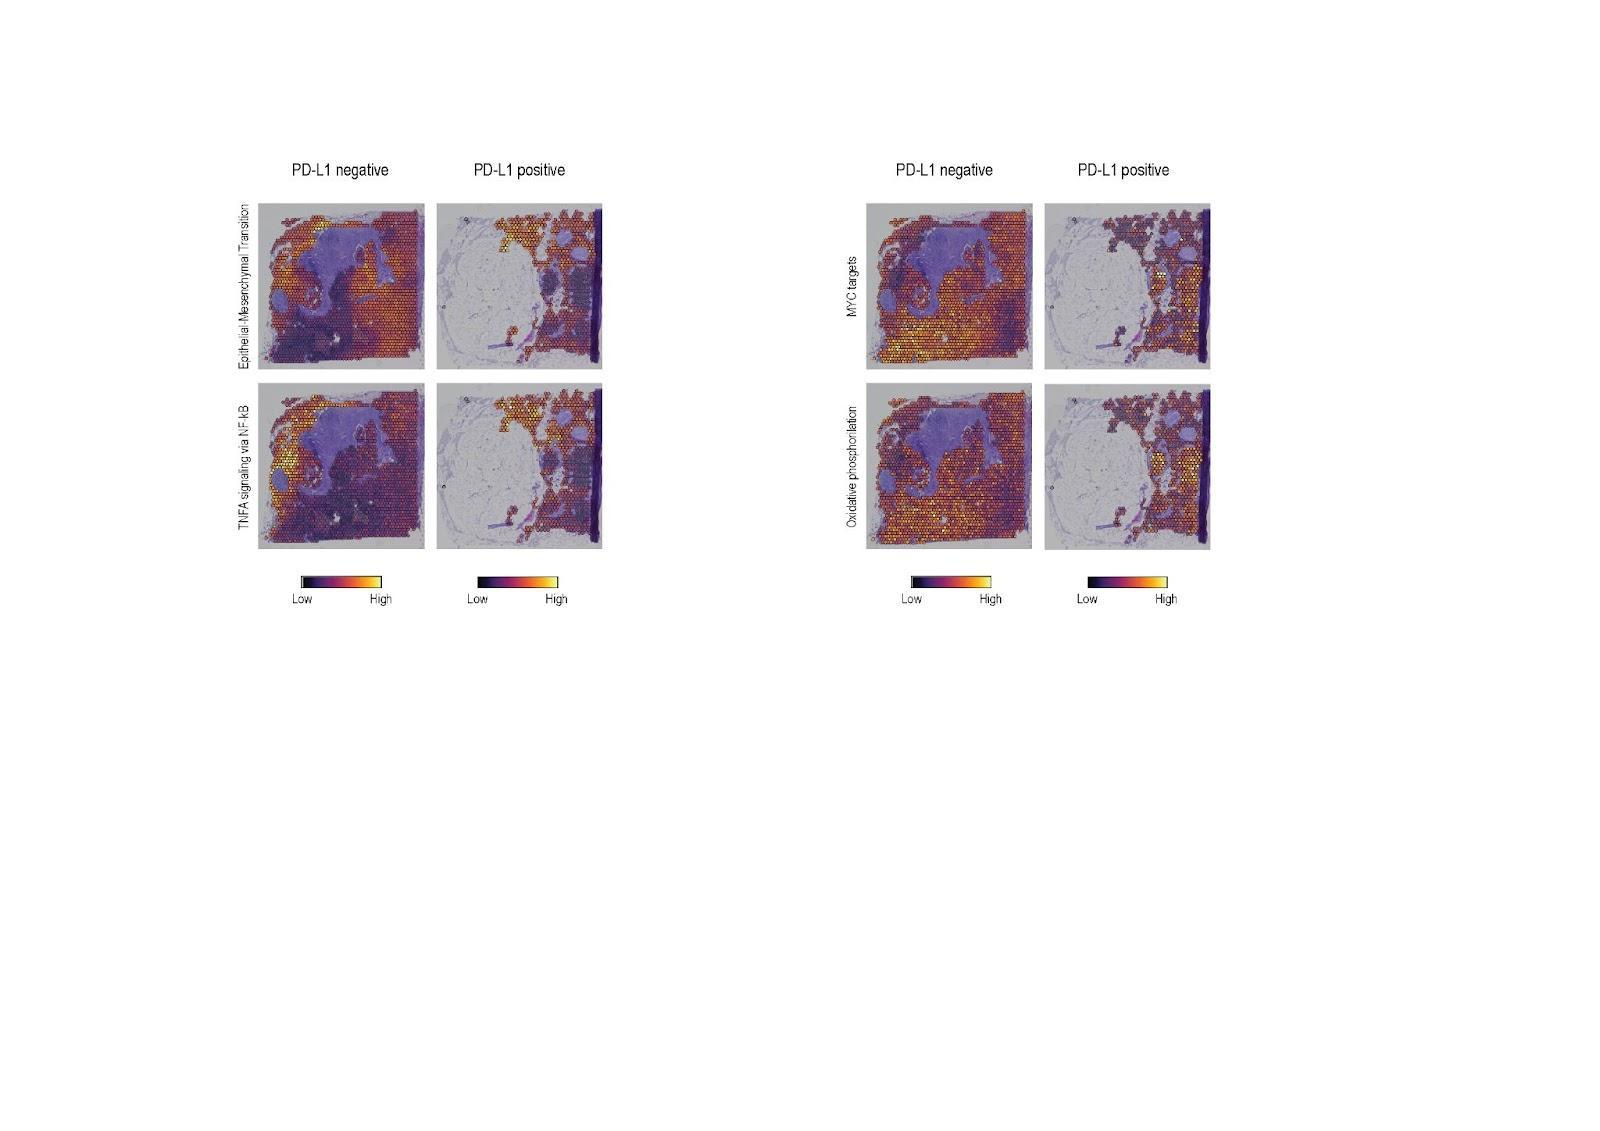 PD-L1 negative
PD-L1 positive
Epithelial-Mesenchymal Transition
TNFA signaling via NF-kB
Low
High
Low
High
PD-L1 negative
PD-L1 positive
MYC targets
Oxidative phosphorilation
Low
High
Low
High